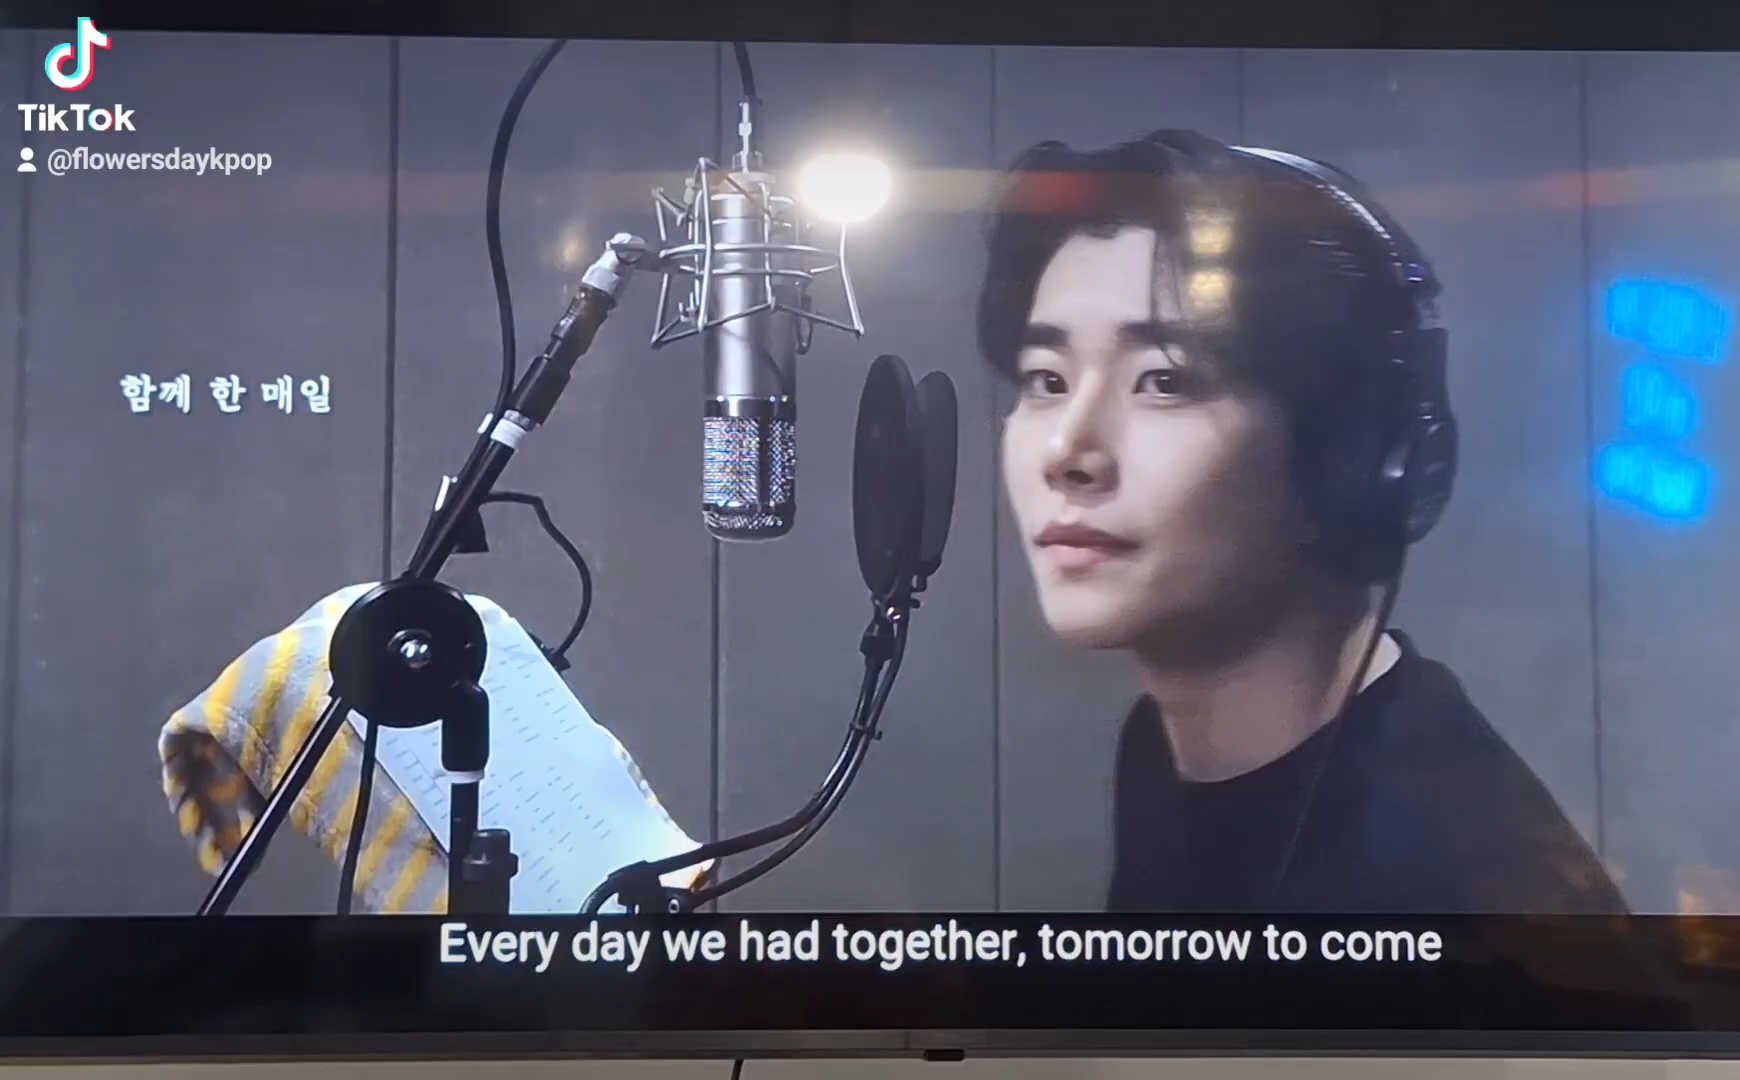 TikTok
@flowersdaykpop
함께 한 매일
Every day we had together, tomorrow to come